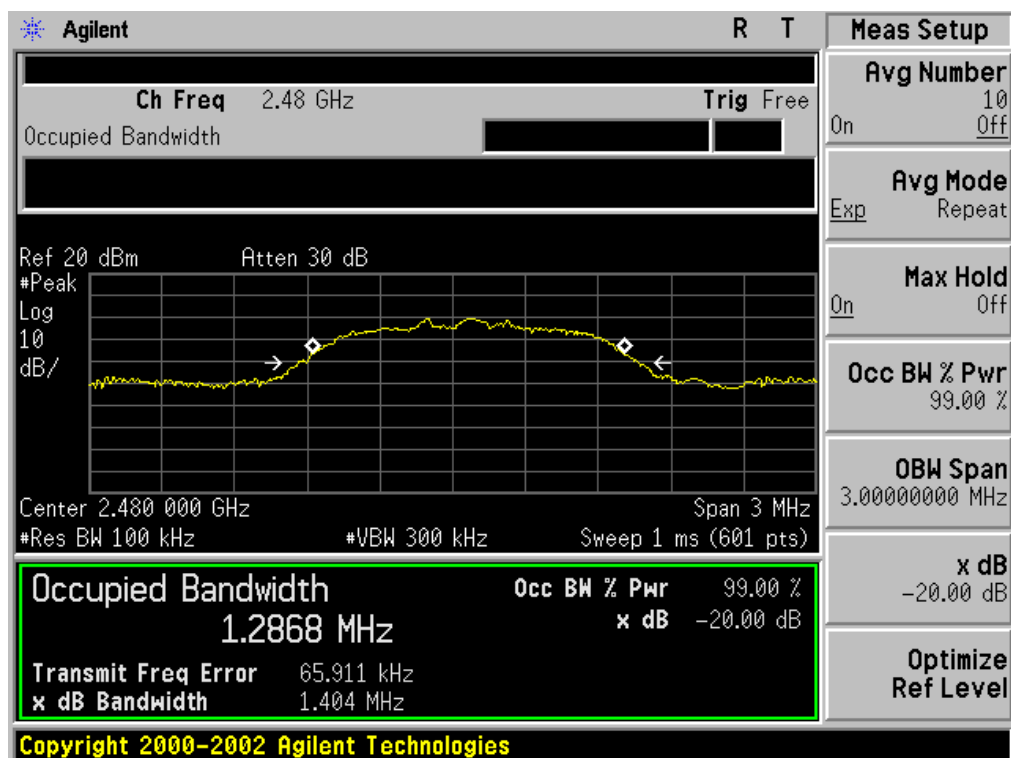 Agilent R T
Ch Freq 2.48 GHz Trig Free
Occupied Bandwidth
Ref 20 dBm Atten 30 dB
#Peak
Log
10
dB/
Center 2.480 000 GHz Span 3 MHz
#Res BW 100 kHz #VBW 300 kHz Sweep 1 ms (601 pts)
Occupied Bandwidth Occ BW % Pwr 99.00 %
1.2868 MHz x dB -20.00 dB
Transmit Freq Error 65.911 kHz
x dB Bandwidth 1.404 MHz
Copyright 2000-2002 Agilent Technologies
Meas Setup
Avg Number
10
On Off
Avg Mode
Exp Repeat
Max Hold
On Off
Occ BW % Pwr
99.00 %
OBW Span
3.00000000 MHz
x dB
-20.00 dB
Optimize
Ref Level